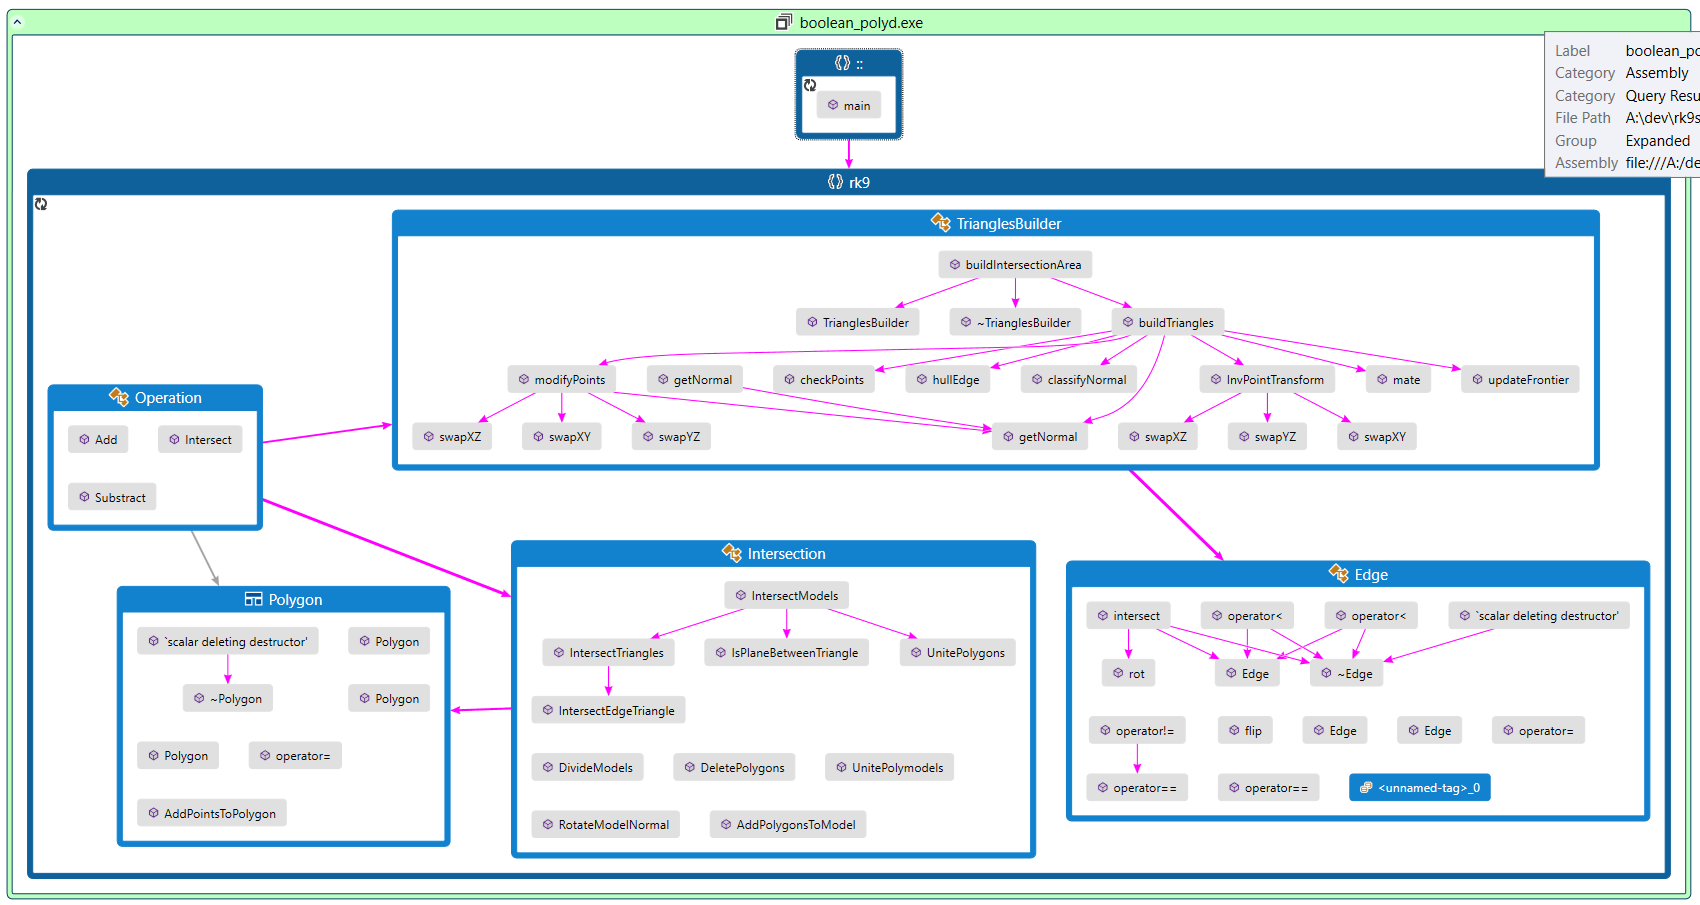 boolean_polyd.exe
Label boolean_po
Category Assembly
Category Query Resu
File Path A:\dev\rk9s
Group Expanded
Assembly file:///A:/de
::
main
rk9
TrianglesBuilder
buildIntersectionArea
TrianglesBuilder ~TrianglesBuilder buildTriangles
modifyPoints getNormal checkPoints hullEdge classifyNormal InvPointTransform mate updateFrontier
swapXZ swapXY swapYZ getNormal swapXZ swapYZ swapXY
Operation
Add Intersect
Substract
Intersection
IntersectModels
IntersectTriangles IsPlaneBetweenTriangle UnitePolygons
IntersectEdgeTriangle
DivideModels DeletePolygons UnitePolymodels
RotateModelNormal AddPolygonsToModel
Edge
intersect operator< operator< `scalar deleting destructor'
rot Edge ~Edge
operator!= flip Edge Edge operator=
operator== operator== <unnamed-tag>_0
Polygon
`scalar deleting destructor' Polygon
~Polygon Polygon
Polygon operator=
AddPointsToPolygon